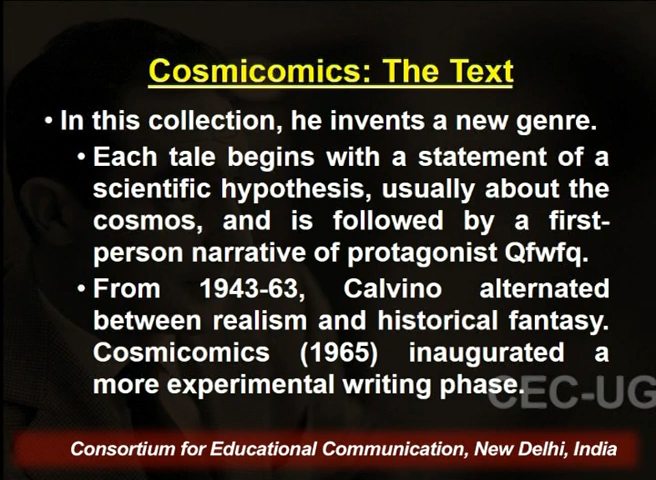 Cosmicomics: The Text
• In this collection, he invents a new genre.
• Each tale begins with a statement of a
scientific hypothesis, usually about the
cosmos, and is followed by a first-
person narrative of protagonist Qfwfq.
• From 1943-63, Calvino alternated
between realism and historical fantasy.
Cosmicomics (1965) inaugurated a
more experimental writing phase.
CEC-UG
Consortium for Educational Communication, New Delhi, India